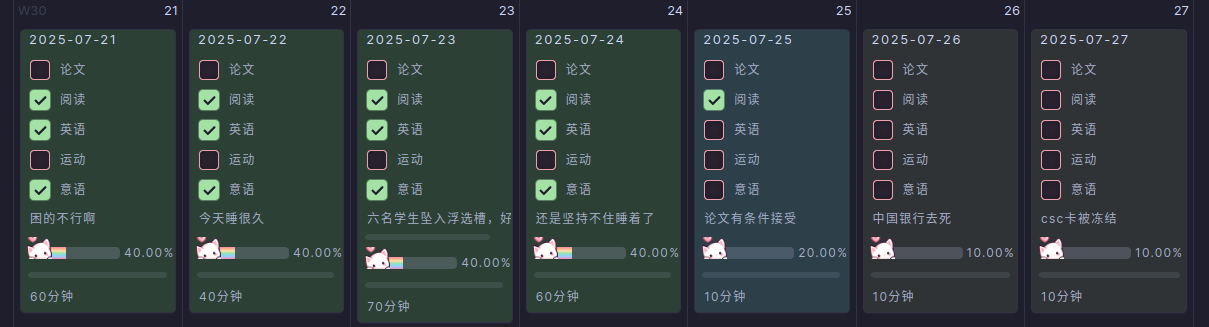 W30 21
2025-07-21
论文
阅读
英语
运动
意语
困的不行啊
40.00%
60分钟
22
2025-07-22
论文
阅读
英语
运动
意语
今天睡很久
40.00%
40分钟
23
2025-07-23
论文
阅读
英语
运动
意语
六名学生坠入浮选槽，好
40.00%
70分钟
24
2025-07-24
论文
阅读
英语
运动
意语
还是坚持不住睡着了
40.00%
60分钟
25
2025-07-25
论文
阅读
英语
运动
意语
论文有条件接受
20.00%
10分钟
26
2025-07-26
论文
阅读
英语
运动
意语
中国银行去死
10.00%
10分钟
27
2025-07-27
论文
阅读
英语
运动
意语
csc卡被冻结
10.00%
10分钟